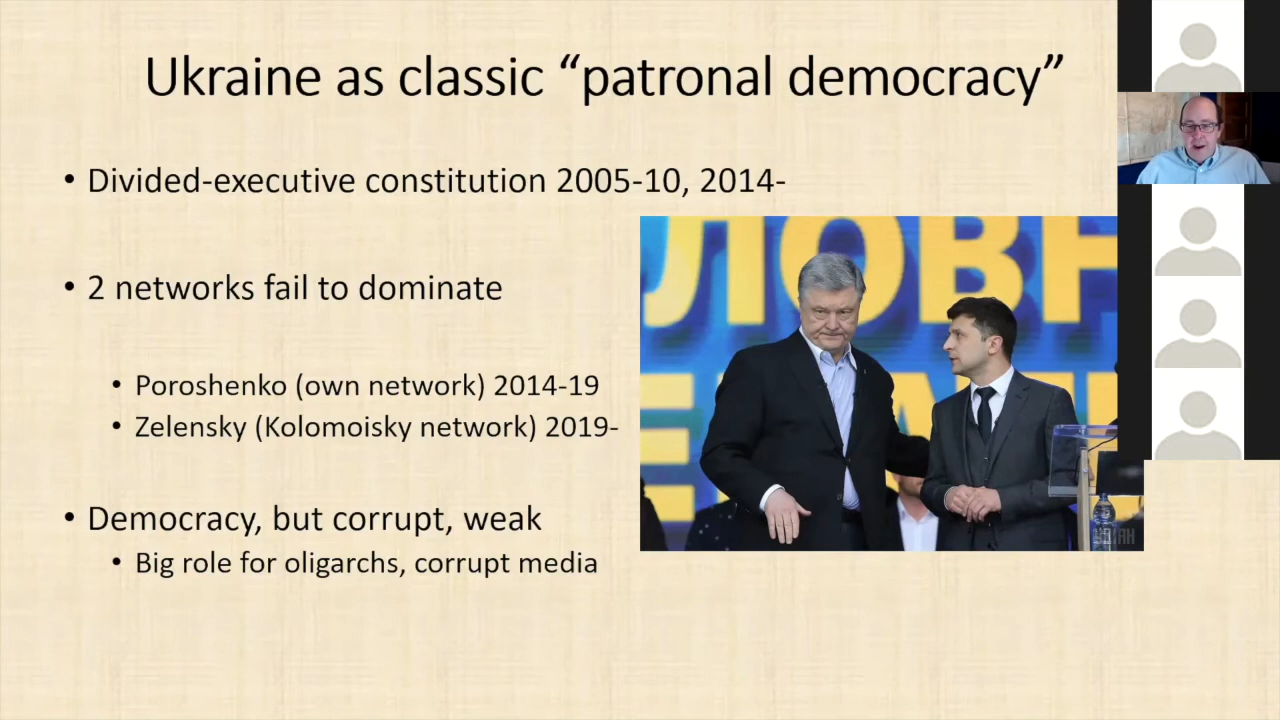 Ukraine as classic “patronal democracy”
• Divided-executive constitution 2005-10, 2014-
• 2 networks fail to dominate
• Poroshenko (own network) 2014-19
• Zelensky (Kolomoisky network) 2019-
• Democracy, but corrupt, weak
• Big role for oligarchs, corrupt media
ЛОВН